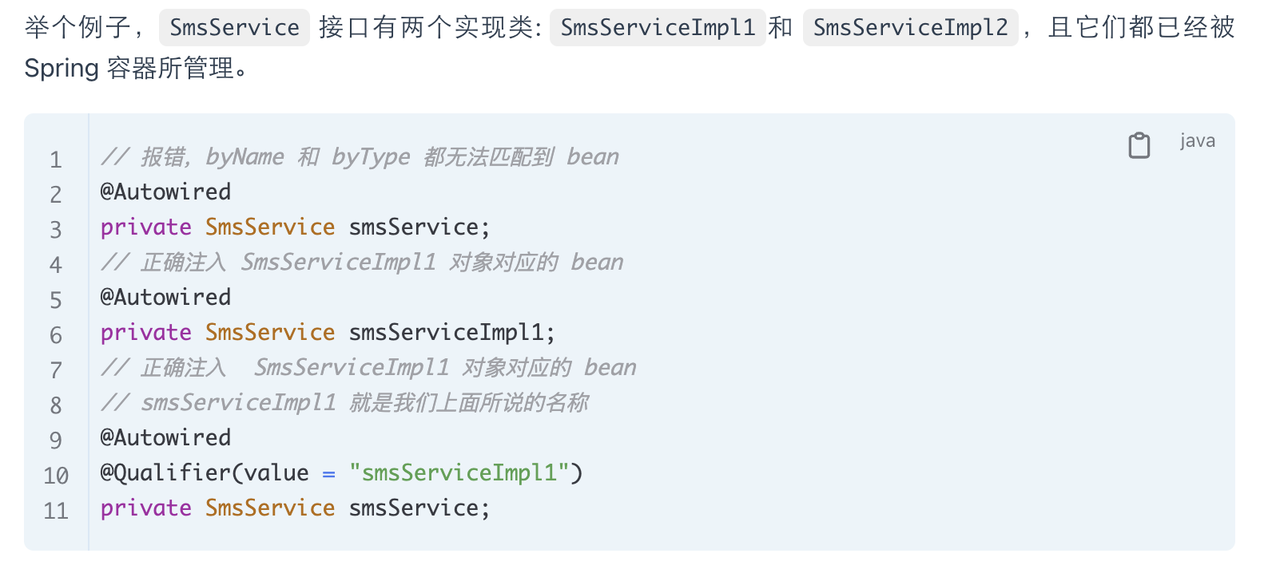 举个例子，SmsService 接口有两个实现类: SmsServiceImpl1 和 SmsServiceImpl2，且它们都已经被
Spring 容器所管理。
java
1 // 报错，byName 和 byType 都无法匹配到 bean
2 @Autowired
3 private SmsService smsService;
4 // 正确注入 SmsServiceImpl1 对象对应的 bean
5 @Autowired
6 private SmsService smsServiceImpl1;
7 // 正确注入  SmsServiceImpl1 对象对应的 bean
8 // smsServiceImpl1 就是我们上面所说的名称
9 @Autowired
10 @Qualifier(value = "smsServiceImpl1")
11 private SmsService smsService;